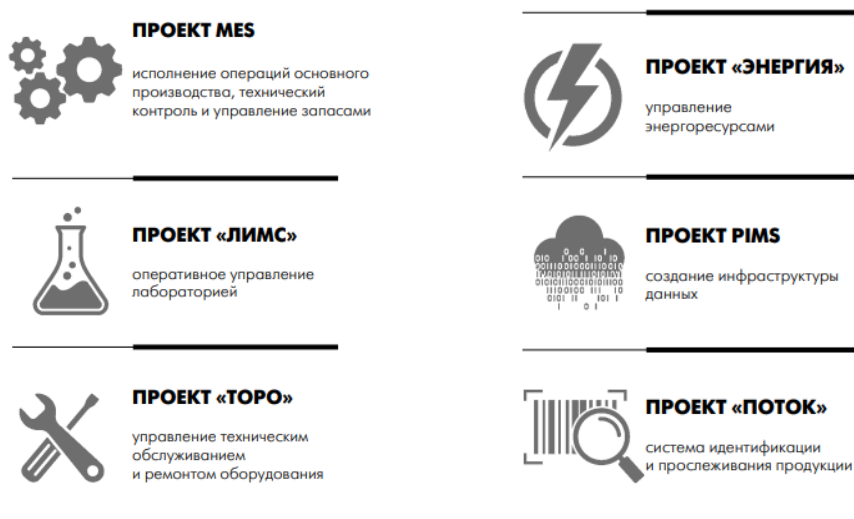 ПРОЕКТ MES
исполнение операций основного
производства, технический
контроль и управление запасами
ПРОЕКТ «ЛИМС»
оперативное управление
лабораторией
ПРОЕКТ «ТОРО»
управление техническим
обслуживанием
и ремонтом оборудования
ПРОЕКТ «ЭНЕРГИЯ»
управление
энергоресурсами
ПРОЕКТ PIMS
создание инфраструктуры
данных
ПРОЕКТ «ПОТОК»
система идентификации
и прослеживания продукции